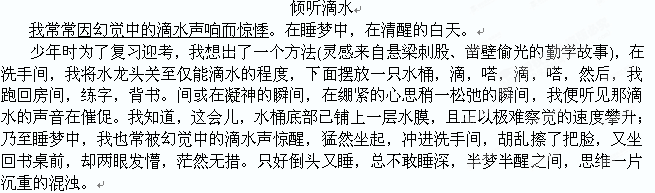 倾听滴水
我常常因幻觉中的滴水声响而惊悸。在睡梦中，在清醒的白天。
少年时为了复习迎考，我想出了一个方法(灵感来自悬梁刺股、凿壁偷光的勤学故事)，在
洗手间，我将水龙头关至仅能滴水的程度，下面摆放一只水桶，滴，嗒，滴，嗒，然后，我
跑回房间，练字，背书。间或在凝神的瞬间，在绷紧的心思稍一松弛的瞬间，我便听见那滴
水的声音在催促。我知道，这会儿，水桶底部已铺上一层水膜，且正以极难察觉的速度攀升；
乃至睡梦中，我也常被幻觉中的滴水声惊醒，猛然坐起，冲进洗手间，胡乱擦了把脸，又坐
回书桌前，却两眼发懵，茫然无措。只好倒头又睡，总不敢睡深，半梦半醒之间，思维一片
沉重的混浊。